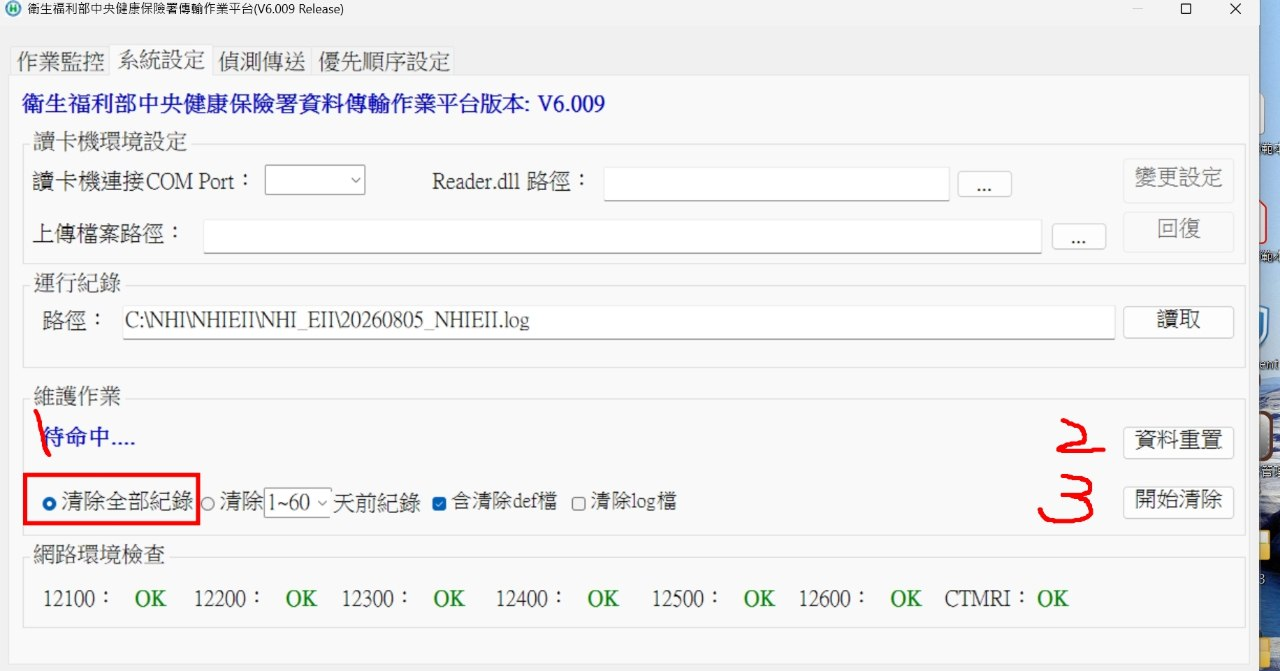 衛生福利部中央健康保險署傳輸作業平台(V6.009 Release)
作業監控 系統設定 偵測傳送 優先順序設定
衛生福利部中央健康保險署資料傳輸作業平台版本: V6.009
讀卡機環境設定
讀卡機連接COM Port： Reader.dll 路徑： ... 變更設定
上傳檔案路徑： ... 回復
運行紀錄
路徑： C:\NHI\NHIEII\NHI_EII\20260805_NHIEII.log 讀取
維護作業
1 待命中.... 2 資料重置
清除全部紀錄 清除 1~60 天前紀錄 含清除def檔 清除log檔 3 開始清除
網路環境檢查
12100： OK 12200： OK 12300： OK 12400： OK 12500： OK 12600： OK CTMRI： OK